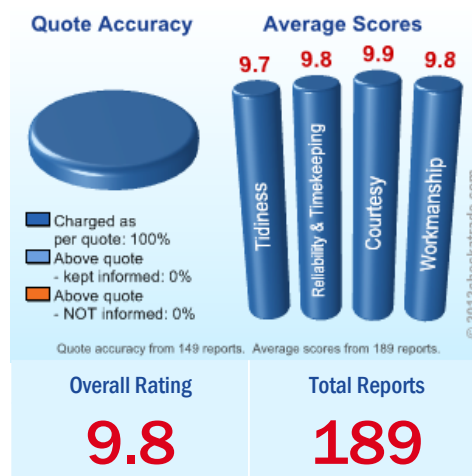 Quote Accuracy
Average Scores
9.7
9.8
9.9
9.8
Tidiness
Reliability & Timekeeping
Courtesy
Workmanship
Charged as
per quote: 100%
Above quote
- kept informed: 0%
Above quote
- NOT informed: 0%
© 2012checkatrade.com
Quote accuracy from 149 reports. Average scores from 189 reports.
Overall Rating
Total Reports
9.8
189